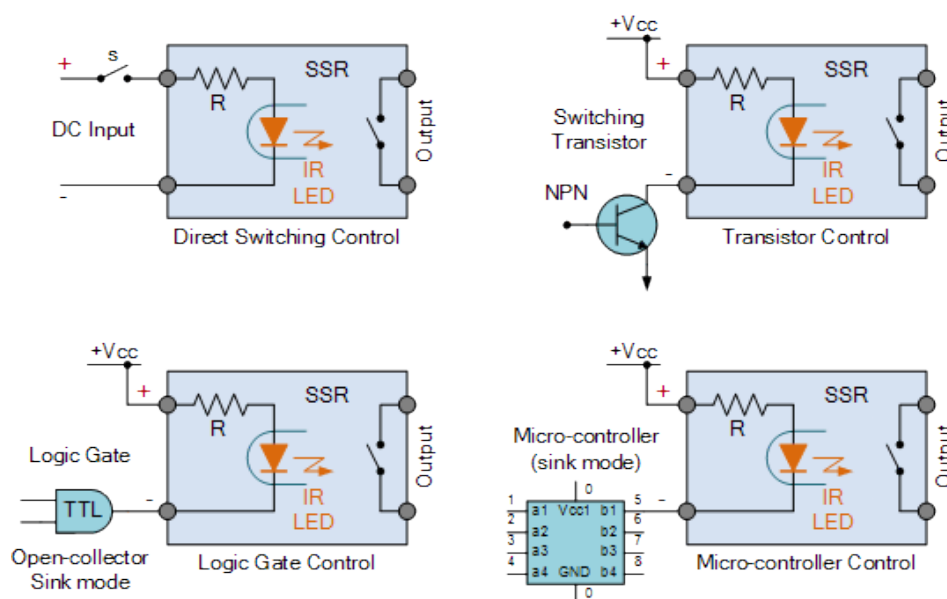 s
+
SSR
R
DC Input
IR
LED
Output
-
Direct Switching Control
+Vcc
+
SSR
R
Switching
Transistor
-
NPN
IR
LED
Output
Transistor Control
+Vcc
+
SSR
R
Logic Gate
TTL
-
IR
LED
Output
Open-collector
Sink mode
Logic Gate Control
+Vcc
+
SSR
R
Micro-controller
(sink mode)
0
1 a1 Vcc1 b1 5
2 a2 b2 6
3 a3 b3 7
4 a4 GND b4 8
0
-
IR
LED
Output
Micro-controller Control